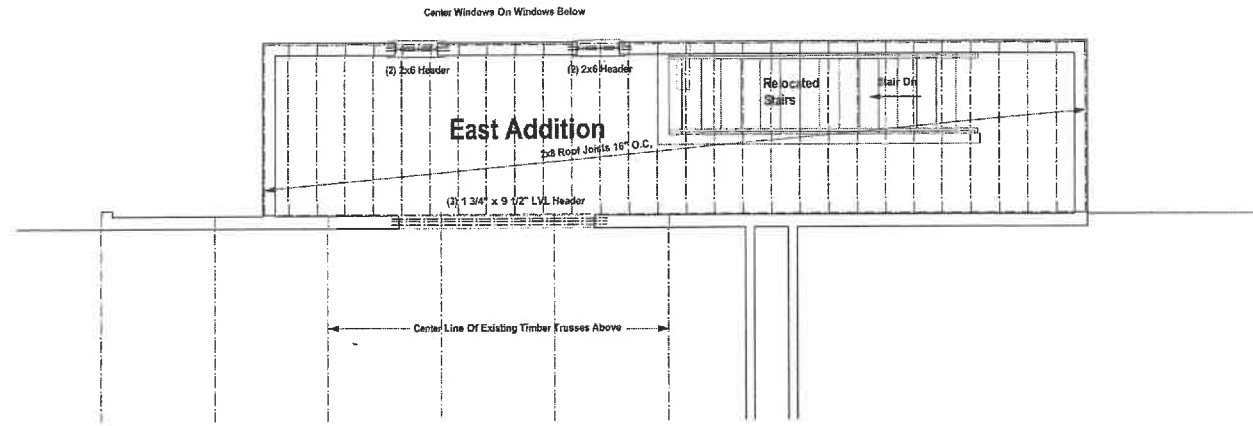 Center Windows On Windows Below
(2) 2x6 Header
(2) 2x6 Header
Relocated
Stairs
Stair Dn
East Addition
2x8 Roof Joists 16" O.C.
1 3/4" x 9 1/2" LVL Header
Center Line Of Existing Timber Trusses Above